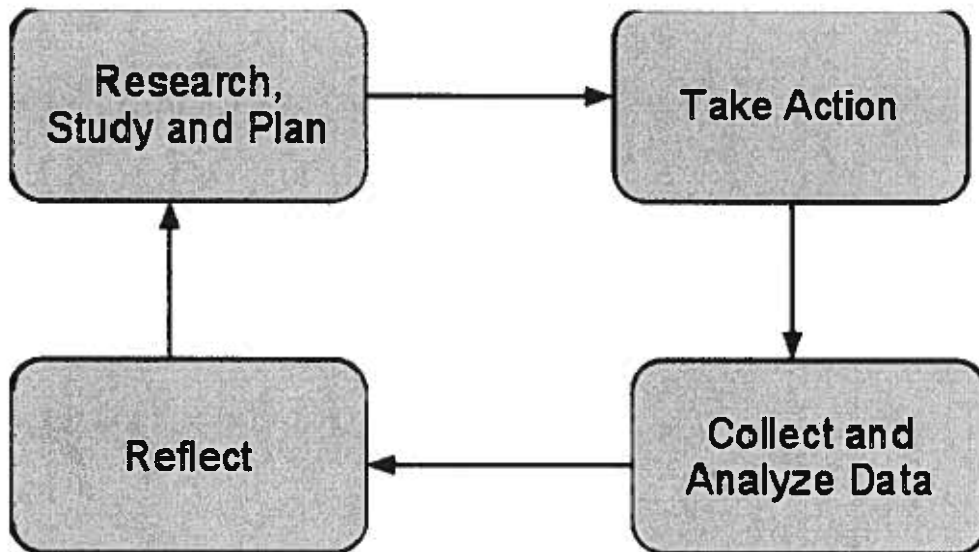 Research,
Study and Plan
Take Action
Collect and
Analyze Data
Reflect